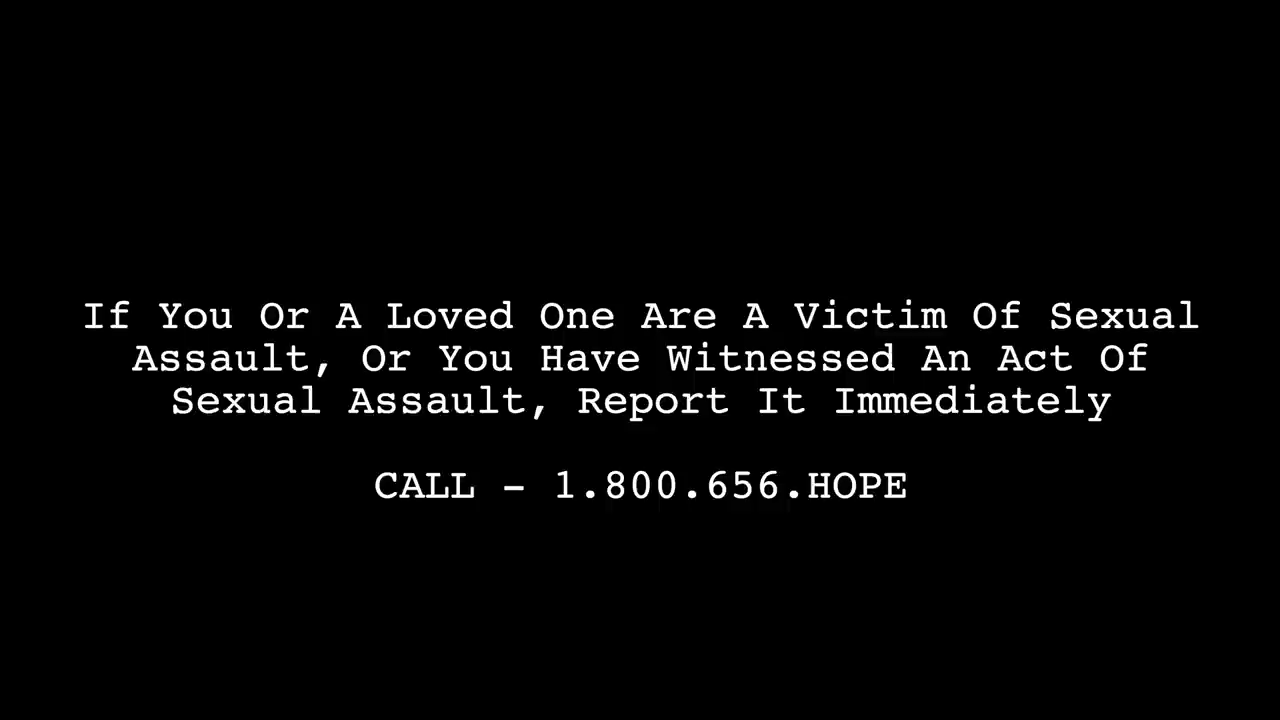 If You Or A Loved One Are A Victim Of Sexual
Assault, Or You Have Witnessed An Act Of
Sexual Assault, Report It Immediately
CALL - 1.800.656.HOPE